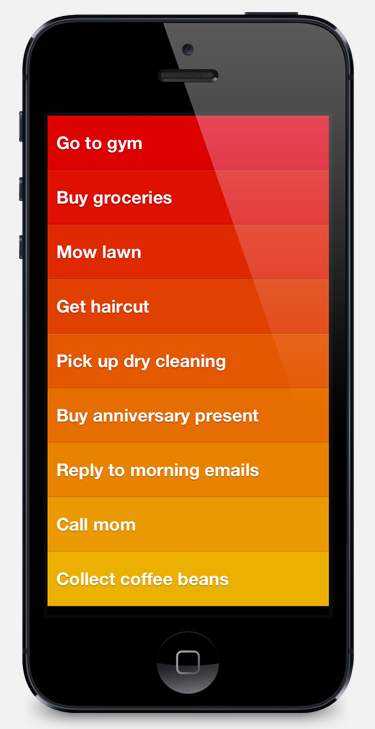 Go to gym
Buy groceries
Mow lawn
Get haircut
Pick up dry cleaning
Buy anniversary present
Reply to morning emails
Call mom
Collect coffee beans